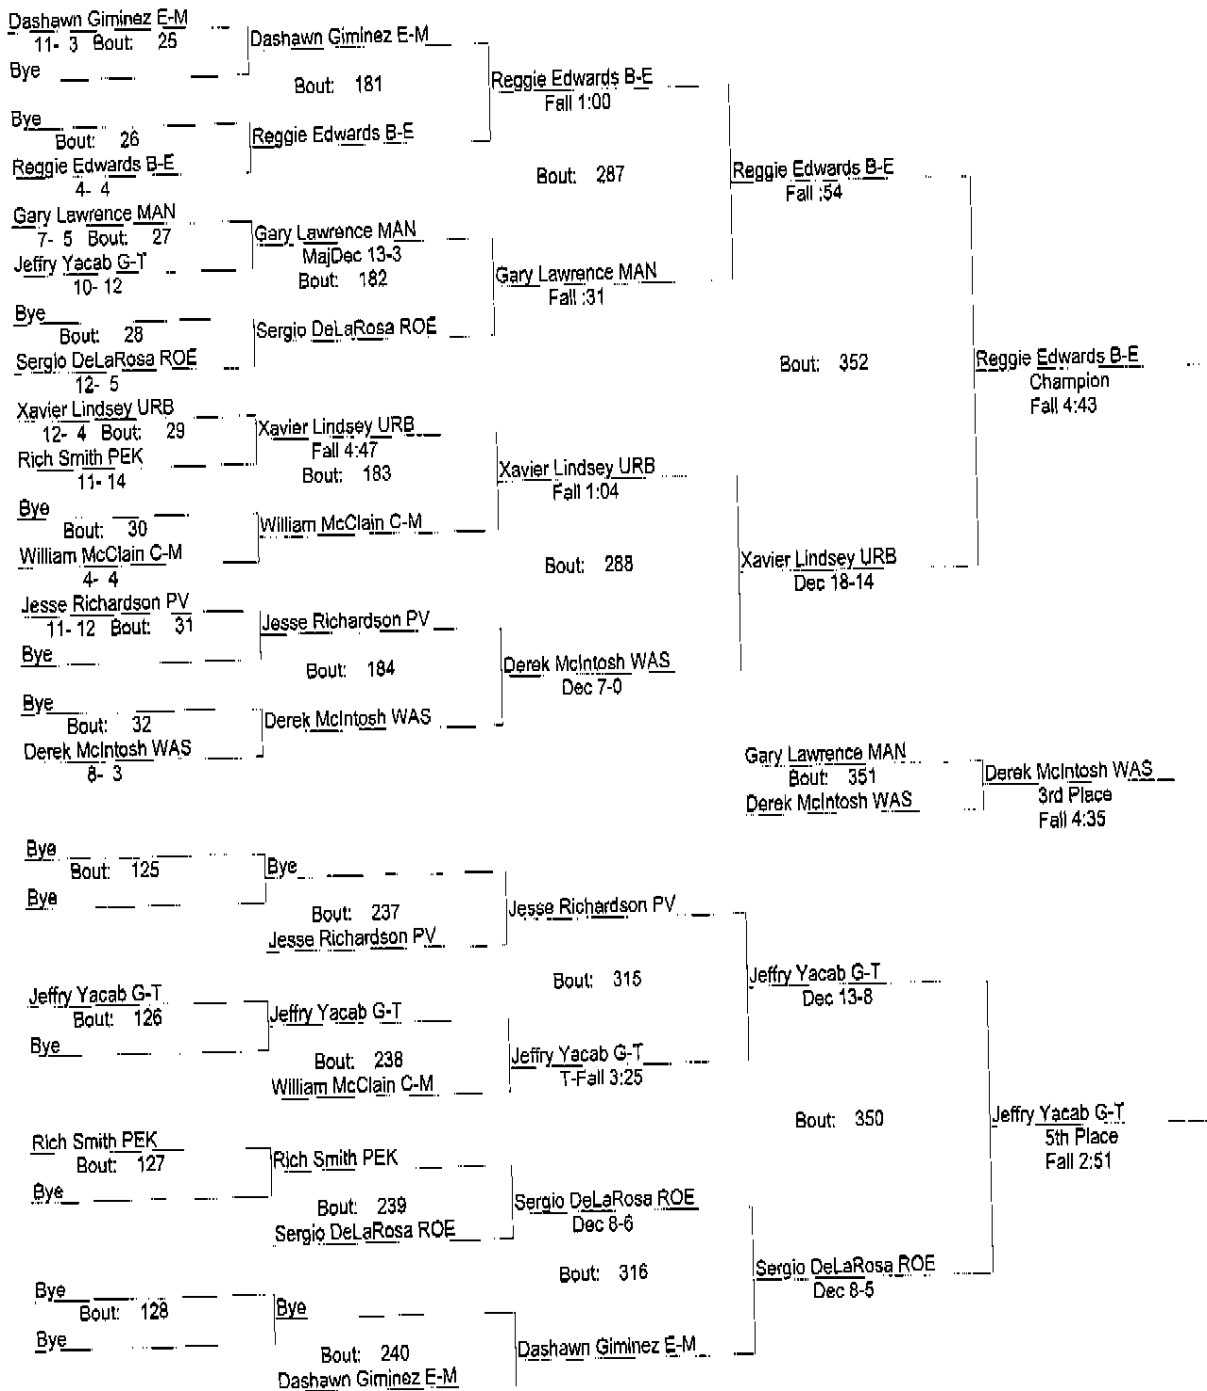 Dashawn Giminez E-M
11- 3 Bout: 25
Dashawn Giminez E-M
Bye
Bout: 181
Reggie Edwards B-E
Fall 1:00
Bye
Bout: 26
Reggie Edwards B-E
Reggie Edwards B-E
4- 4
Bout: 287
Reggie Edwards B-E
Fall :54
Gary Lawrence MAN
7- 5 Bout: 27
Gary Lawrence MAN
MajDec 13-3
Jeffry Yacab G-T
10- 12
Bout: 182
Gary Lawrence MAN
Fall :31
Bye
Bout: 28
Sergio DeLaRosa ROE
Sergio DeLaRosa ROE
12- 5
Bout: 352
Reggie Edwards B-E
Champion
Fall 4:43
Xavier Lindsey URB
12- 4 Bout: 29
Xavier Lindsey URB
Fall 4:47
Rich Smith PEK
11- 14
Bout: 183
Xavier Lindsey URB
Fall 1:04
Bye
Bout: 30
William McClain C-M
William McClain C-M
4- 4
Bout: 288
Xavier Lindsey URB
Dec 18-14
Jesse Richardson PV
11- 12 Bout: 31
Jesse Richardson PV
Bye
Bout: 184
Derek McIntosh WAS
Dec 7-0
Bye
Bout: 32
Derek McIntosh WAS
Derek McIntosh WAS
8- 3
Gary Lawrence MAN
Bout: 351
Derek McIntosh WAS
Derek McIntosh WAS
3rd Place
Fall 4:35
Bye
Bout: 125
Bye
Bye
Bout: 237
Jesse Richardson PV
Jesse Richardson PV
Bout: 315
Jeffry Yacab G-T
Dec 13-8
Jeffry Yacab G-T
Bout: 126
Jeffry Yacab G-T
Bye
Bout: 238
Jeffry Yacab G-T
T-Fall 3:25
William McClain C-M
Bout: 350
Jeffry Yacab G-T
5th Place
Fall 2:51
Rich Smith PEK
Bout: 127
Rich Smith PEK
Bye
Bout: 239
Sergio DeLaRosa ROE
Dec 8-6
Sergio DeLaRosa ROE
Bout: 316
Sergio DeLaRosa ROE
Dec 8-5
Bye
Bout: 128
Bye
Bye
Bout: 240
Dashawn Giminez E-M
Dashawn Giminez E-M